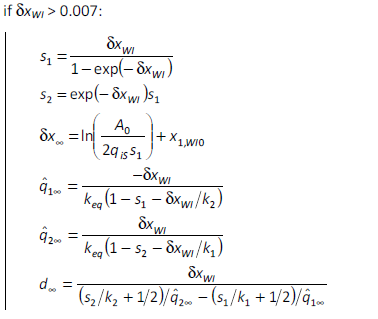 if δx_WI > 0.007:
s_1 = δx_WI / (1 − exp(−δx_WI))
s_2 = exp(−δx_WI)s_1
δx_∞ = ln(A_0 / (2q_is s_1)) + x_1,WI0
q̂_1∞ = −δx_WI / (k_eq(1 − s_1 − δx_WI/k_2))
q̂_2∞ = δx_WI / (k_eq(1 − s_2 − δx_WI/k_1))
d_∞ = δx_WI / ((s_2/k_2 + 1/2)/q̂_2∞ − (s_1/k_1 + 1/2)/q̂_1∞)